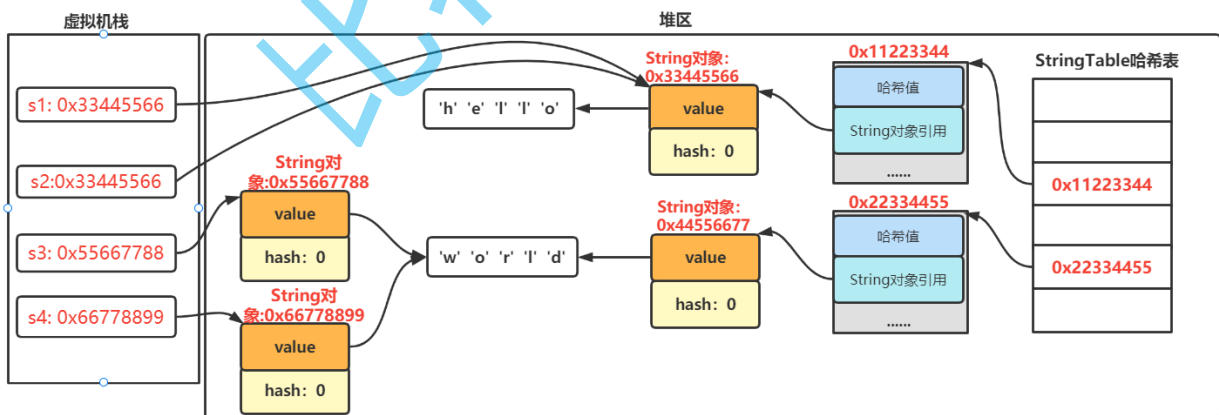 虚拟机栈
堆区
s1: 0x33445566
s2:0x33445566
s3: 0x55667788
s4: 0x66778899
String对
象:0x55667788
value
hash：0
String对
象:0x66778899
value
hash：0
'h' 'e' 'l' 'l' 'o'
'w' 'o' 'r' 'l' 'd'
String对象：
0x33445566
value
hash：0
String对象：
0x44556677
value
hash：0
0x11223344
哈希值
String对象引用
......
0x22334455
哈希值
String对象引用
......
StringTable哈希表
0x11223344
0x22334455